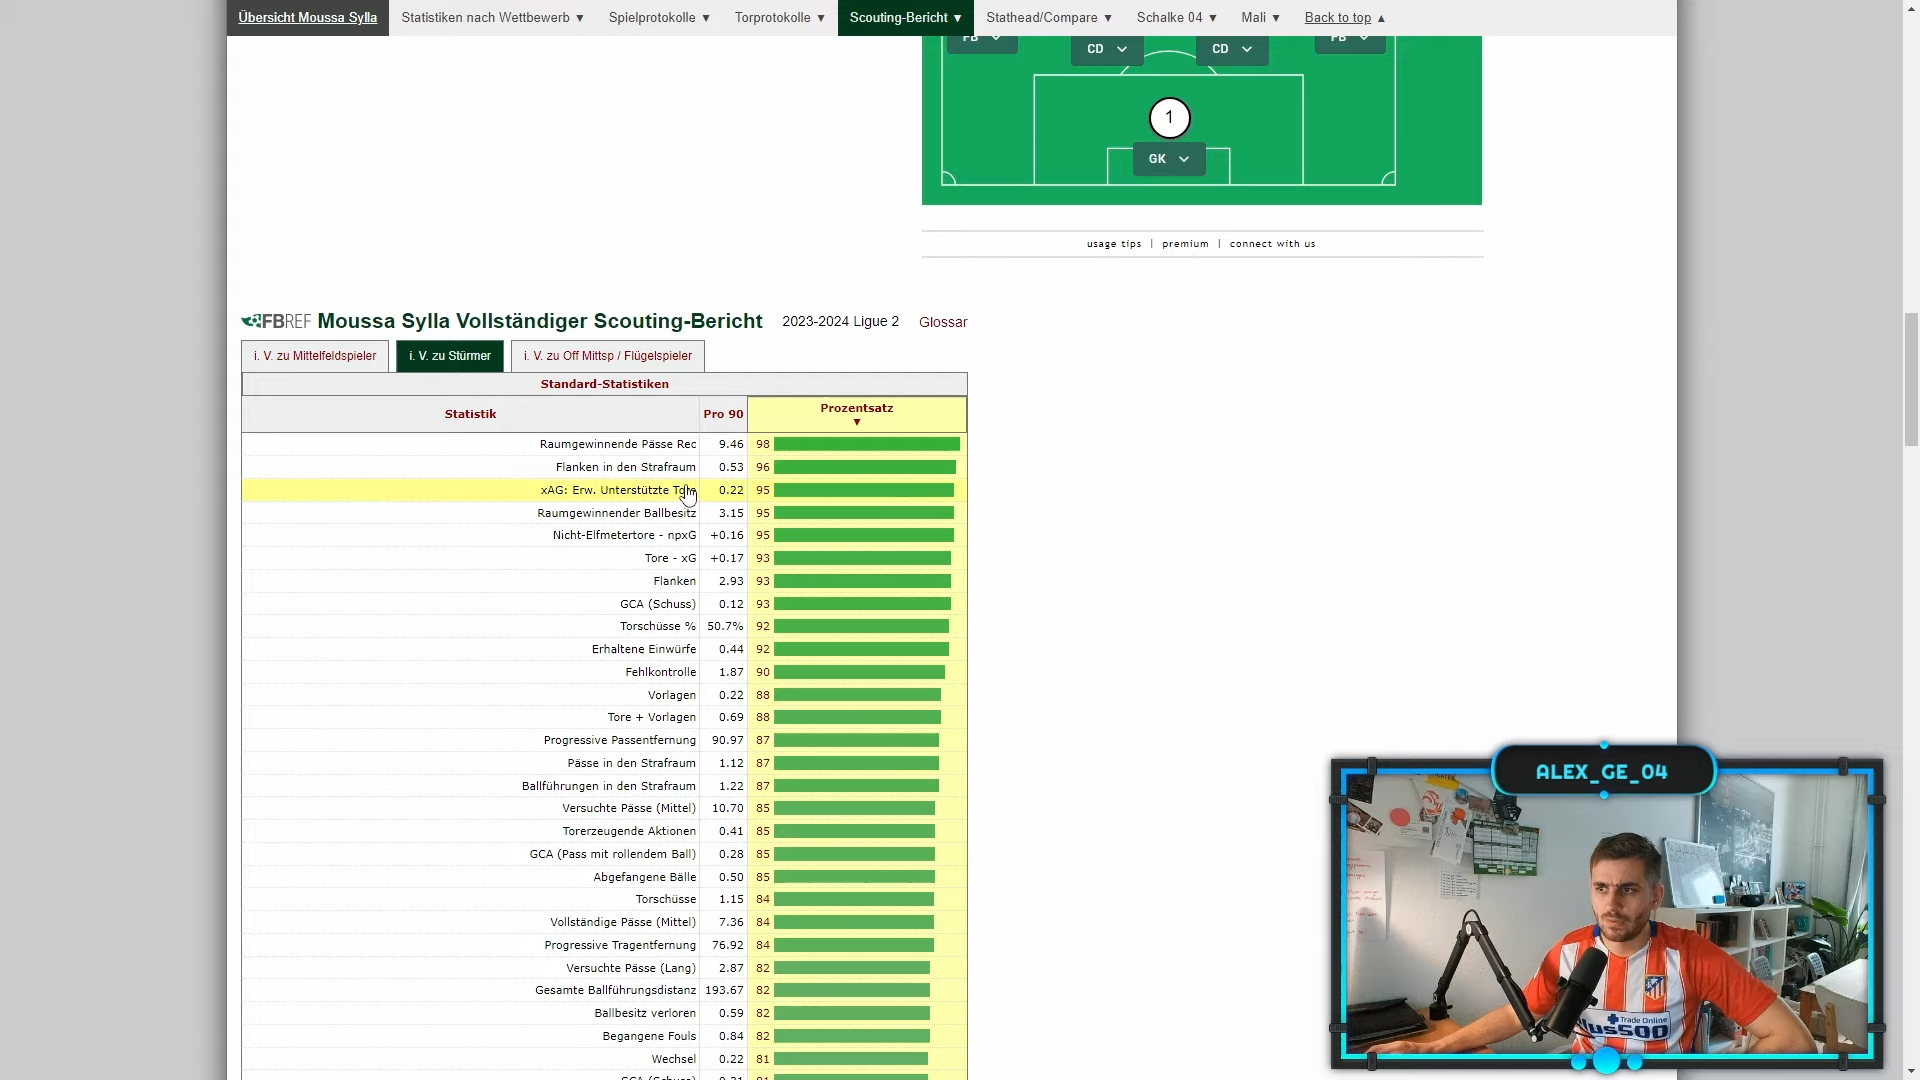 Übersicht Moussa Sylla Statistiken nach Wettbewerb ▼ Spielprotokolle ▼ Torprotokolle ▼ Scouting-Bericht ▼ Stathead/Compare ▼ Schalke 04 ▼ Mali ▼ Back to top ▲
FB CD CD FB
1
GK
usage tips | premium | connect with us
FBREF Moussa Sylla Vollständiger Scouting-Bericht 2023-2024 Ligue 2 Glossar
i. V. zu Mittelfeldspieler i. V. zu Stürmer i. V. zu Off Mittsp / Flügelspieler
Standard-Statistiken
Statistik Pro 90 Prozentsatz
▼
Raumgewinnende Pässe Rec 9.46 98
Flanken in den Strafraum 0.53 96
xAG: Erw. Unterstützte Tore 0.22 95
Raumgewinnender Ballbesitz 3.15 95
Nicht-Elfmetertore - npxG +0.16 95
Tore - xG +0.17 93
Flanken 2.93 93
GCA (Schuss) 0.12 93
Torschüsse % 50.7% 92
Erhaltene Einwürfe 0.44 92
Fehlkontrolle 1.87 90
Vorlagen 0.22 88
Tore + Vorlagen 0.69 88
Progressive Passentfernung 90.97 87
Pässe in den Strafraum 1.12 87
Ballführungen in den Strafraum 1.22 87
Versuchte Pässe (Mittel) 10.70 85
Torerzeugende Aktionen 0.41 85
GCA (Pass mit rollendem Ball) 0.28 85
Abgefangene Bälle 0.50 85
Torschüsse 1.15 84
Vollständige Pässe (Mittel) 7.36 84
Progressive Tragentfernung 76.92 84
Versuchte Pässe (Lang) 2.87 82
Gesamte Ballführungsdistanz 193.67 82
Ballbesitz verloren 0.59 82
Begangene Fouls 0.84 82
Wechsel 0.22 81
ALEX_GE_04
Trade Online
Plus500